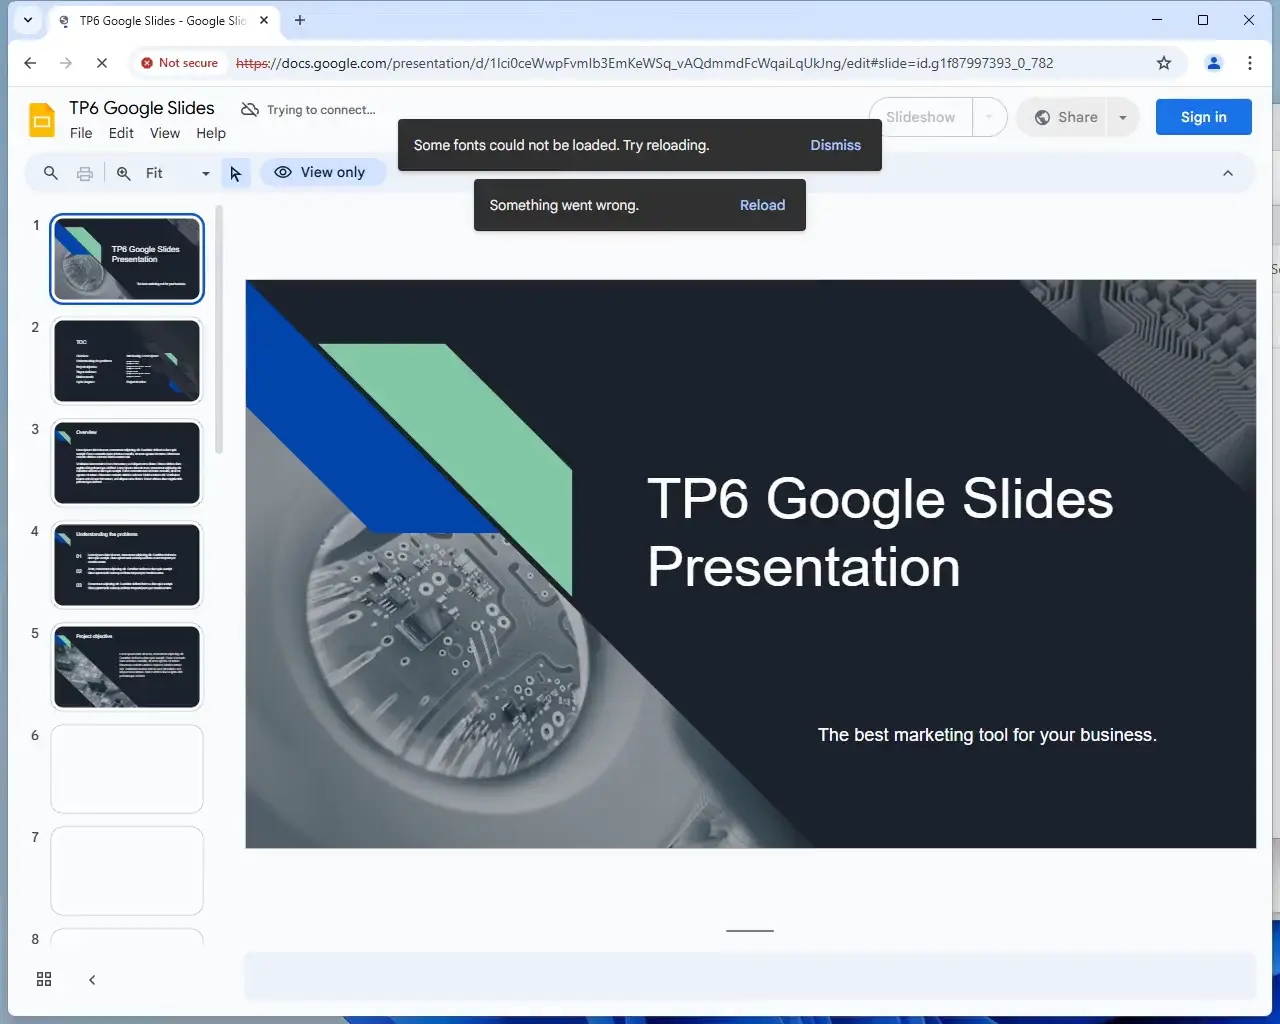 TP6 Google Slides - Google Slid
Not secure
https://docs.google.com/presentation/d/1Ici0ceWwpFvmIb3EmKeWSq_vAQdmmdFcWqaiLqUkJng/edit#slide=id.g1f87997393_0_782
TP6 Google Slides
Trying to connect...
File Edit View Help
Slideshow
Share
Sign in
Some fonts could not be loaded. Try reloading.
Dismiss
Fit
View only
Something went wrong.
Reload
1
TP6 Google Slides
Presentation
2
TOC
3
Overview
4
Understanding the problems
01
02
03
5
Project objective
6
7
8
TP6 Google Slides
Presentation
The best marketing tool for your business.